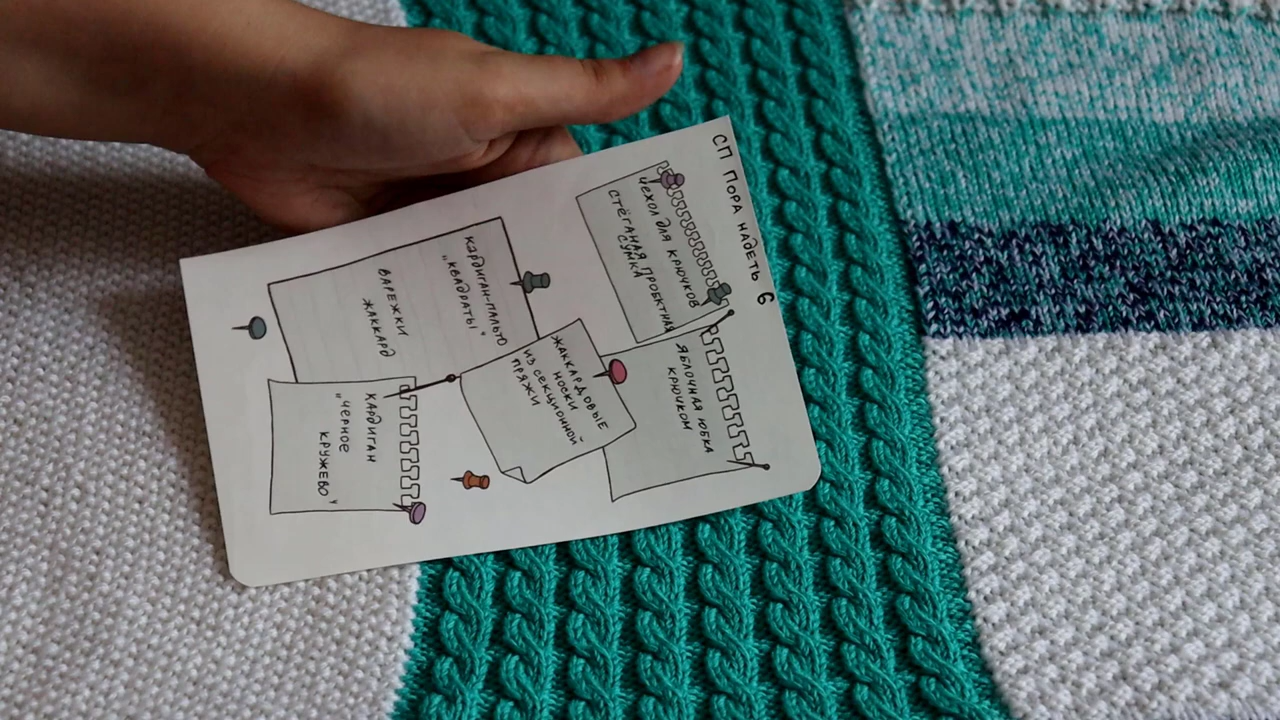 СП ПОРА НАДЕТЬ 6
ЧЕХОЛ ДЛЯ КРЮЧКОВ
СТЁГАНАЯ ПРОЕКТНАЯ
СУМКА
ЯБЛОЧНАЯ ЮБКА
КРЮЧКОМ
КАРДИГАН-ПАЛЬТО
„КВАДРАТЫ"
ВАРЕЖКИ
ЖАККАРД
ЖАККАРДОВЫЕ
НОСКИ
ИЗ СЕКЦИОННОЙ
ПРЯЖИ
КАРДИГАН
„ЧЕРНОЕ
КРУЖЕВО"